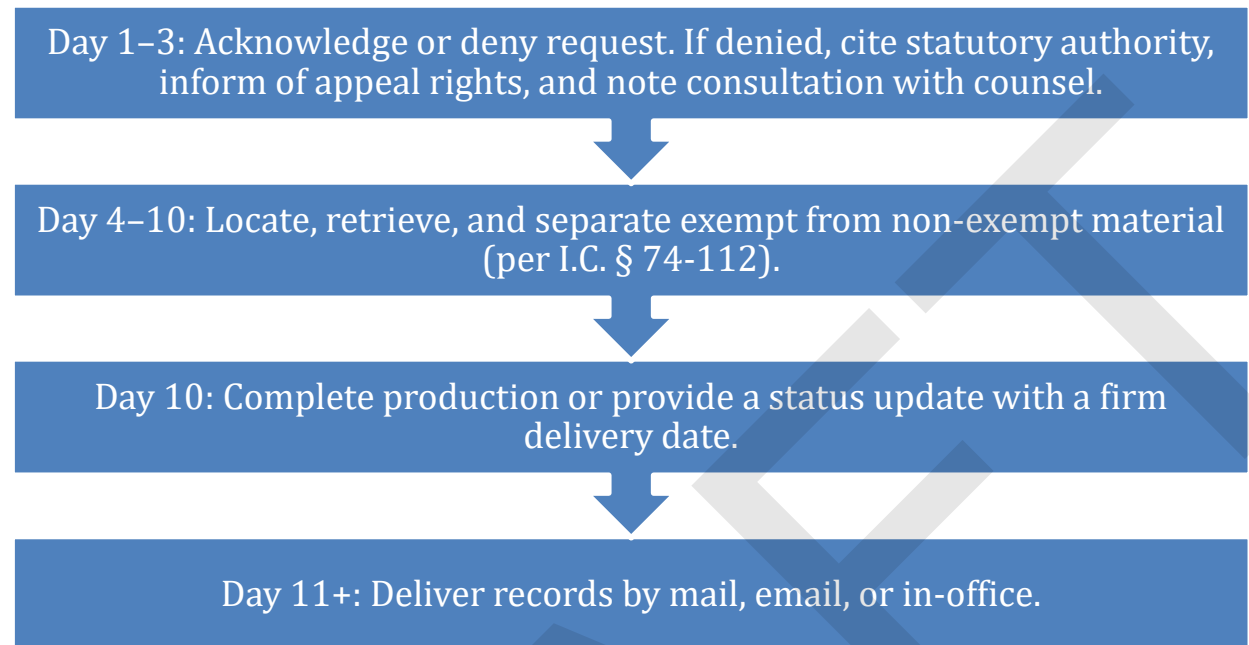 Day 1–3: Acknowledge or deny request. If denied, cite statutory authority,
inform of appeal rights, and note consultation with counsel.
Day 4–10: Locate, retrieve, and separate exempt from non-exempt material
(per I.C. § 74-112).
Day 10: Complete production or provide a status update with a firm
delivery date.
Day 11+: Deliver records by mail, email, or in-office.